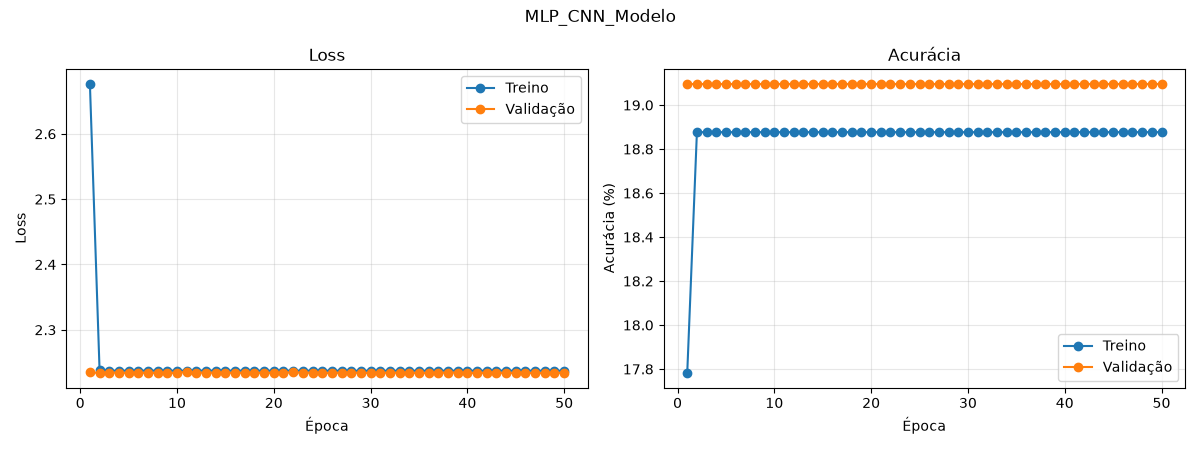 MLP_CNN_Modelo
Loss
Treino
Validação
2.6
2.5
2.4
2.3
Loss
0 10 20 30 40 50
Época
Acurácia
19.0
18.8
18.6
18.4
18.2
18.0
17.8
Acurácia (%)
Treino
Validação
0 10 20 30 40 50
Época